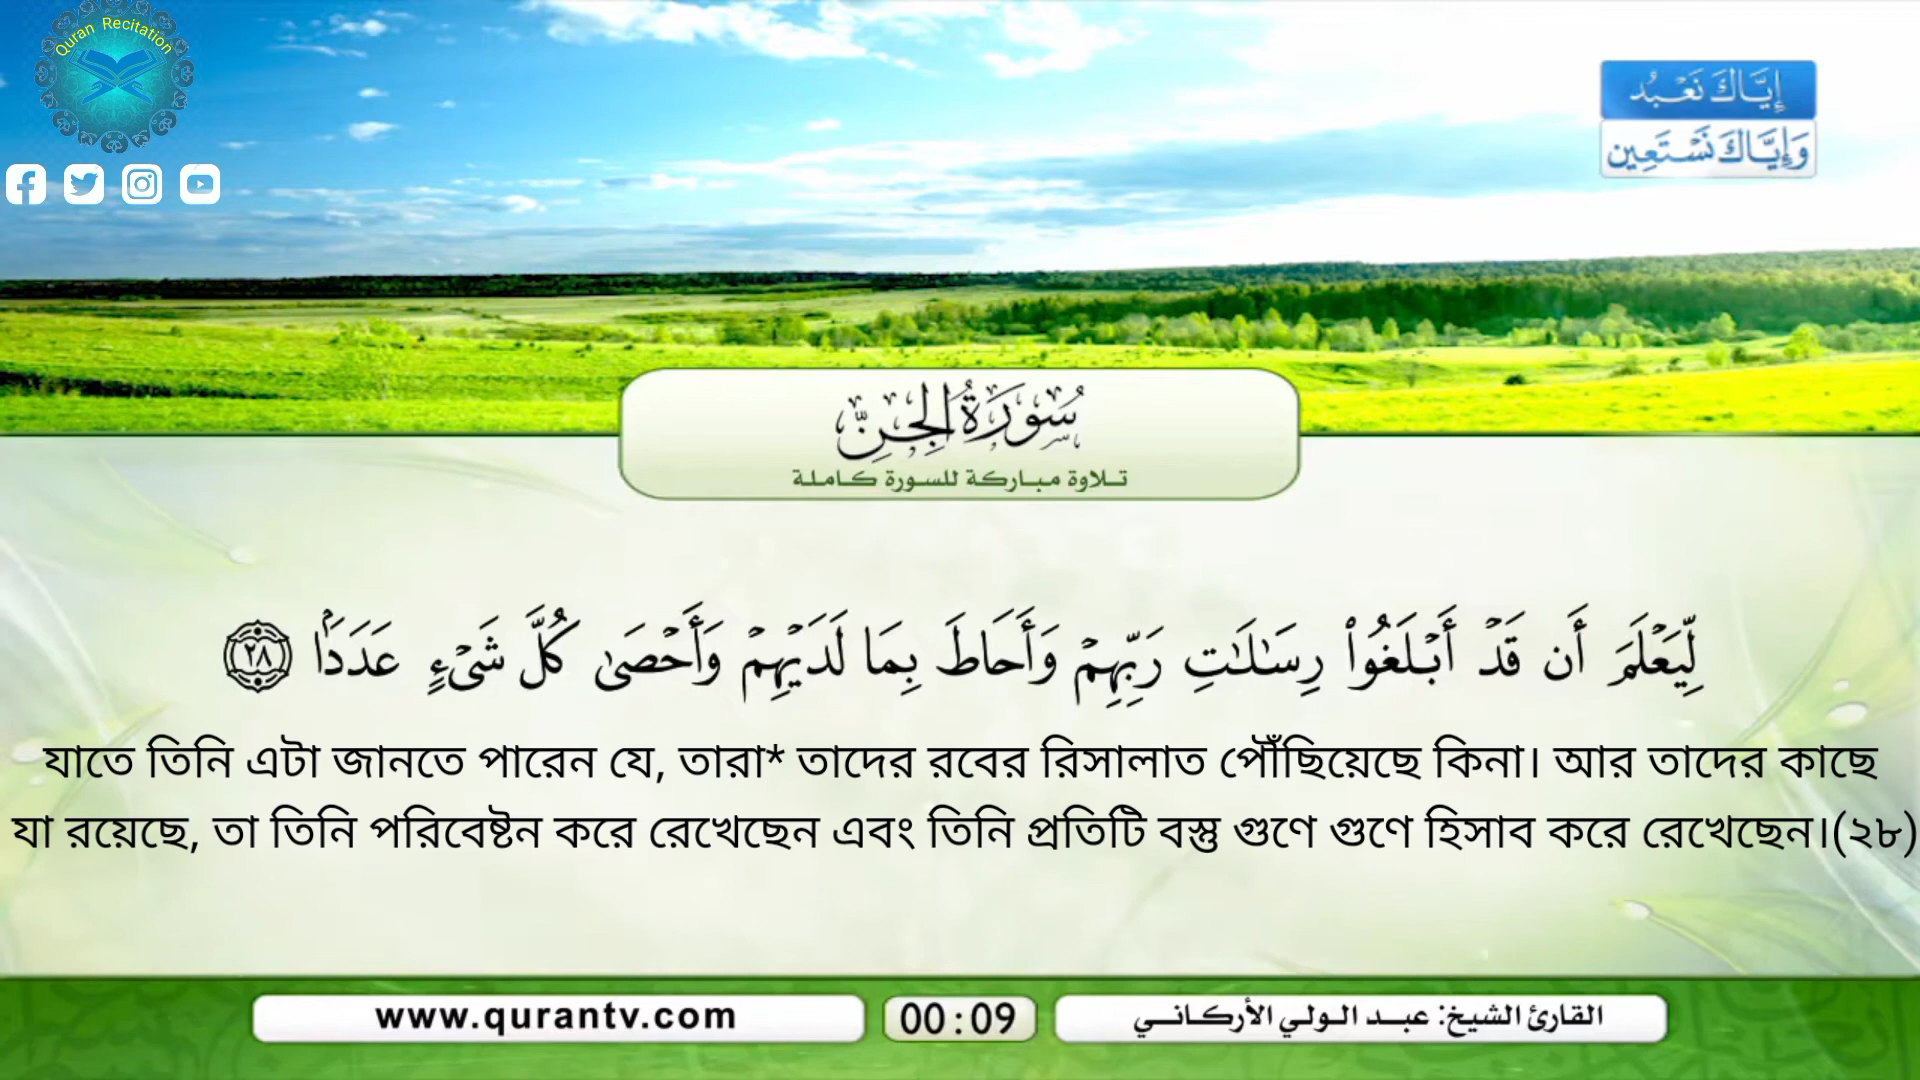 Quran Recitation
إِيَّاكَ نَعْبُدُ
وَإِيَّاكَ نَسْتَعِين
سُورَةُ الجِنِّ
تلاوة مباركة للسورة كاملة
لِّيَعْلَمَ أَن قَدْ أَبْلَغُوا۟ رِسَـٰلَـٰتِ رَبِّهِمْ وَأَحَاطَ بِمَا لَدَيْهِمْ وَأَحْصَىٰ كُلَّ شَىْءٍ عَدَدًۢا ٢٨
যাতে তিনি এটা জানতে পারেন যে, তারা* তাদের রবের রিসালাত পৌঁছিয়েছে কিনা। আর তাদের কাছে
যা রয়েছে, তা তিনি পরিবেষ্টন করে রেখেছেন এবং তিনি প্রতিটি বস্তু গুণে গুণে হিসাব করে রেখেছেন।(২৮)
www.qurantv.com
00:09
القارئ الشيخ: عبد الولي الأركاني